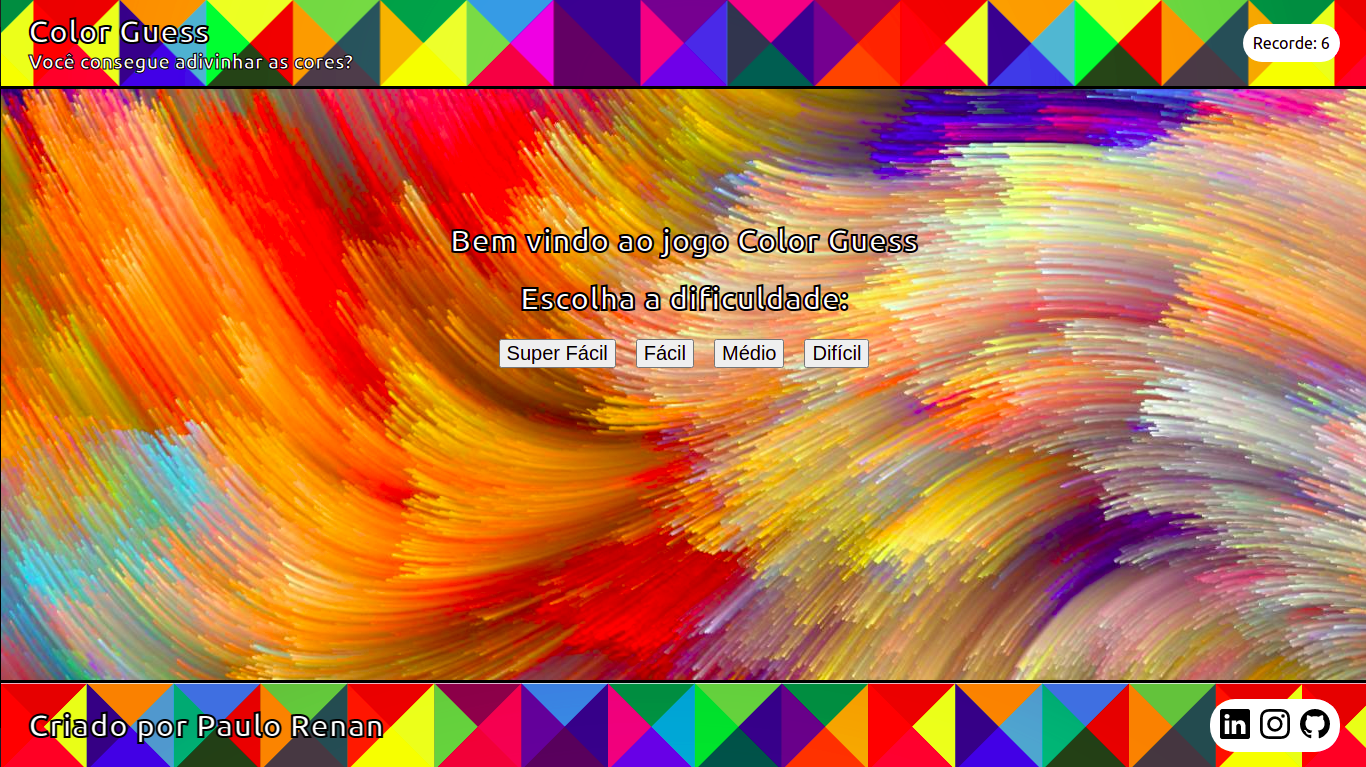 Color Guess
Você consegue adivinhar as cores?
Recorde: 6
Bem vindo ao jogo Color Guess
Escolha a dificuldade:
Super Fácil Fácil Médio Difícil
Criado por Paulo Renan
in